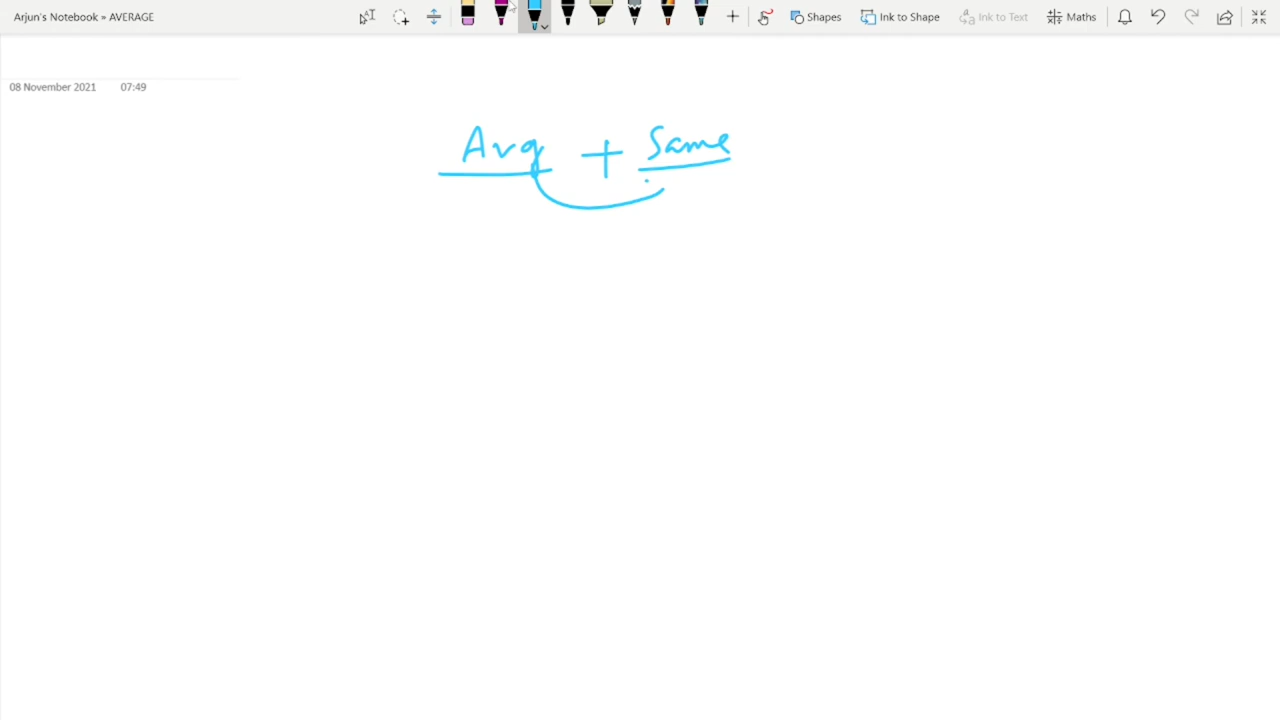 Arjun's Notebook » AVERAGE
Shapes Ink to Shape Ink to Text Maths
08 November 2021 07:49
Avg + Same